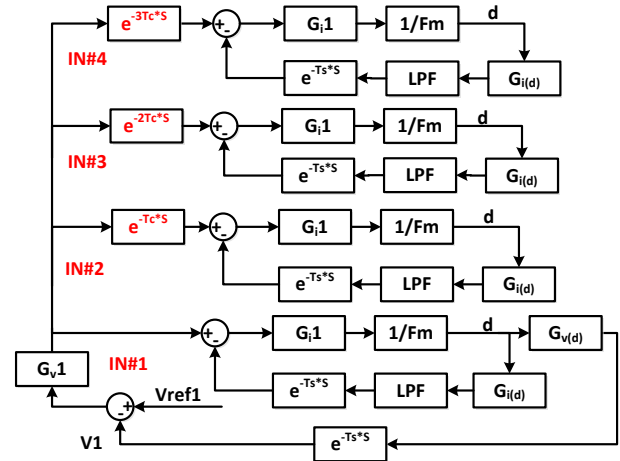 e-3Tc*S + - Gi1 1/Fm d
IN#4 e-Ts*S LPF Gi(d)
e-2Tc*S + - Gi1 1/Fm d
IN#3 e-Ts*S LPF Gi(d)
e-Tc*S + - Gi1 1/Fm d
IN#2 e-Ts*S LPF Gi(d)
+ - Gi1 1/Fm d Gv(d)
Gv1 IN#1 e-Ts*S LPF Gi(d)
- + Vref1
V1 e-Ts*S